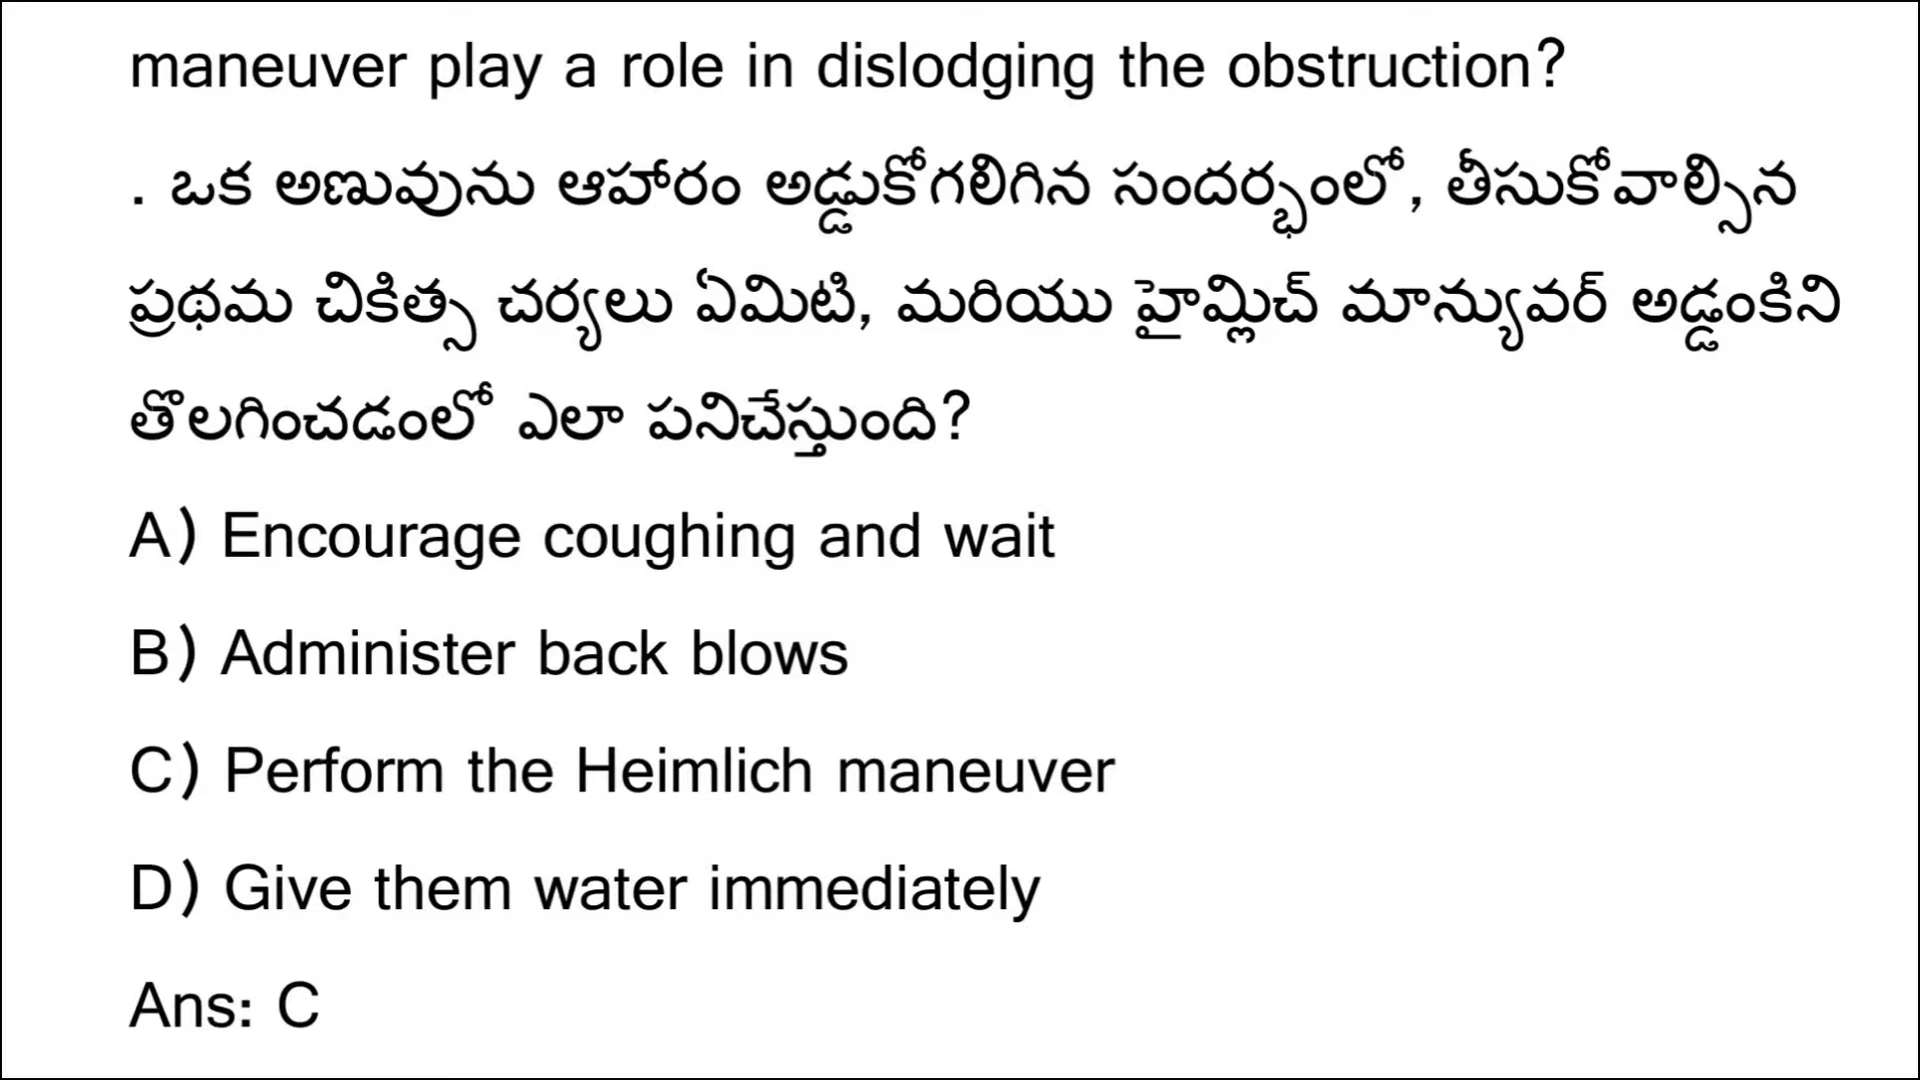 maneuver play a role in dislodging the obstruction?
. ఒక అణువును ఆహారం అడ్డుకోగలిగిన సందర్భంలో, తీసుకోవాల్సిన
ప్రథమ చికిత్స చర్యలు ఏమిటి, మరియు హైమ్లిచ్ మాన్యువర్ అడ్డంకిని
తొలగించడంలో ఎలా పనిచేస్తుంది?
A) Encourage coughing and wait
B) Administer back blows
C) Perform the Heimlich maneuver
D) Give them water immediately
Ans: C